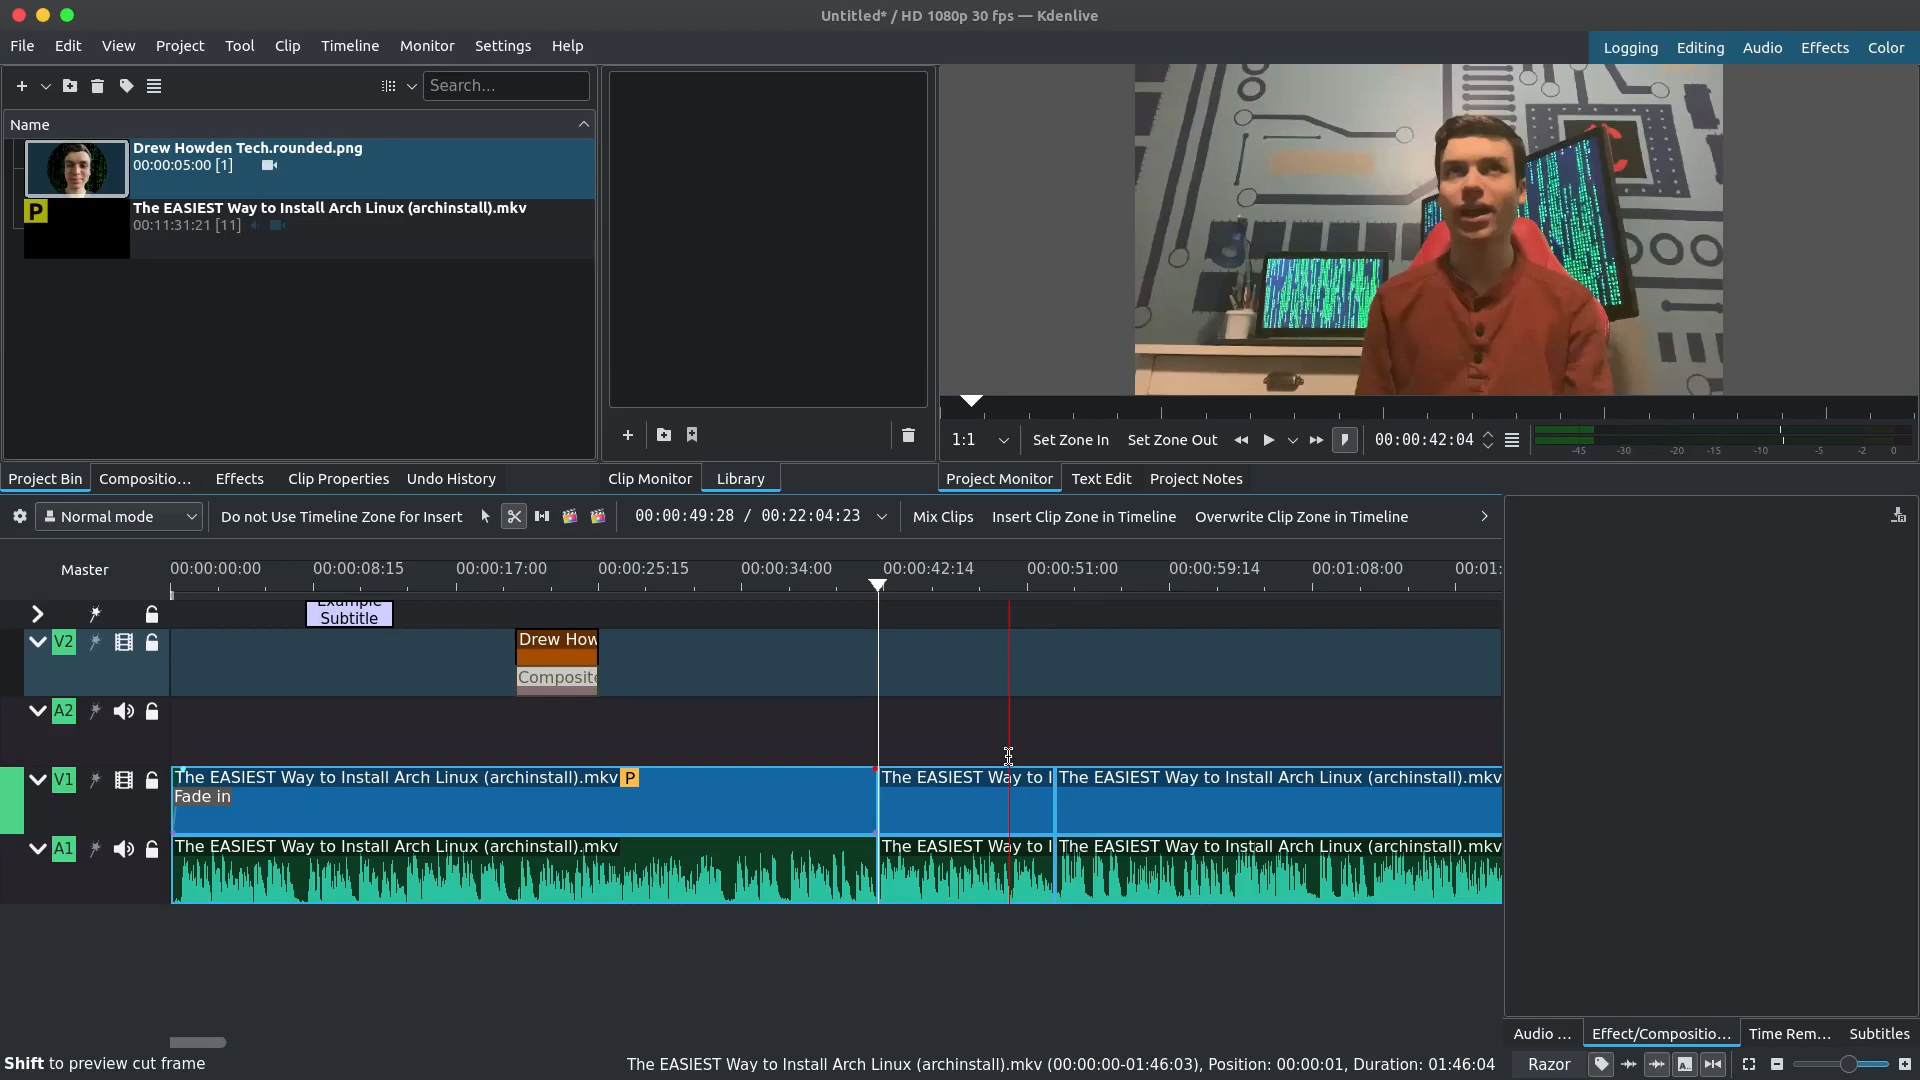 Untitled* / HD 1080p 30 fps — Kdenlive
File Edit View Project Tool Clip Timeline Monitor Settings Help
Logging Editing Audio Effects Color
Search...
Name
Drew Howden Tech.rounded.png
00:00:05:00 [1]
P
The EASIEST Way to Install Arch Linux (archinstall).mkv
00:11:31:21 [11]
1:1 Set Zone In Set Zone Out 00:00:42:04
-45 -30 -20 -15 -10 -5 -2 0
Project Bin Compositio... Effects Clip Properties Undo History
Clip Monitor Library
Project Monitor Text Edit Project Notes
Normal mode Do not Use Timeline Zone for Insert 00:00:49:28 / 00:22:04:23 Mix Clips Insert Clip Zone in Timeline Overwrite Clip Zone in Timeline
Master 00:00:00:00 00:00:08:15 00:00:17:00 00:00:25:15 00:00:34:00 00:00:42:14 00:00:51:00 00:00:59:14 00:01:08:00 00:01:
Example
Subtitle
V2 Drew How
Composite
A2
V1 The EASIEST Way to Install Arch Linux (archinstall).mkv P The EASIEST Way to I The EASIEST Way to Install Arch Linux (archinstall).mkv
Fade in
A1 The EASIEST Way to Install Arch Linux (archinstall).mkv The EASIEST Way to I The EASIEST Way to Install Arch Linux (archinstall).mkv
Audio ... Effect/Compositio... Time Rem... Subtitles
Shift to preview cut frame
The EASIEST Way to Install Arch Linux (archinstall).mkv (00:00:00-01:46:03), Position: 00:00:01, Duration: 01:46:04
Razor